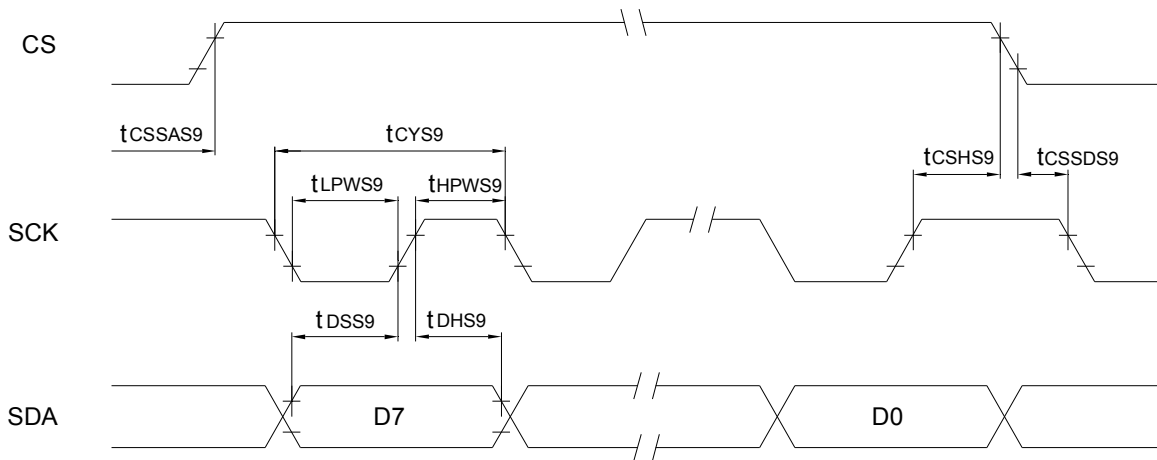 CS
tCSSAS9
tCYS9
tCSHS9
tCSSDS9
tLPWS9
tHPWS9
SCK
tDSS9
tDHS9
SDA
D7
D0